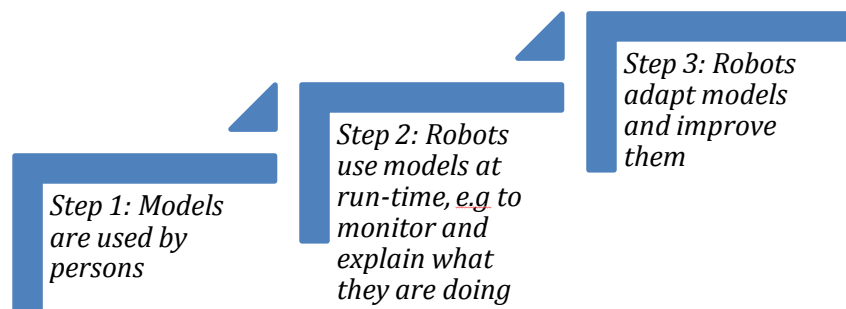 Step 1: Models
are used by
persons
Step 2: Robots
use models at
run-time, e.g to
monitor and
explain what
they are doing
Step 3: Robots
adapt models
and improve
them